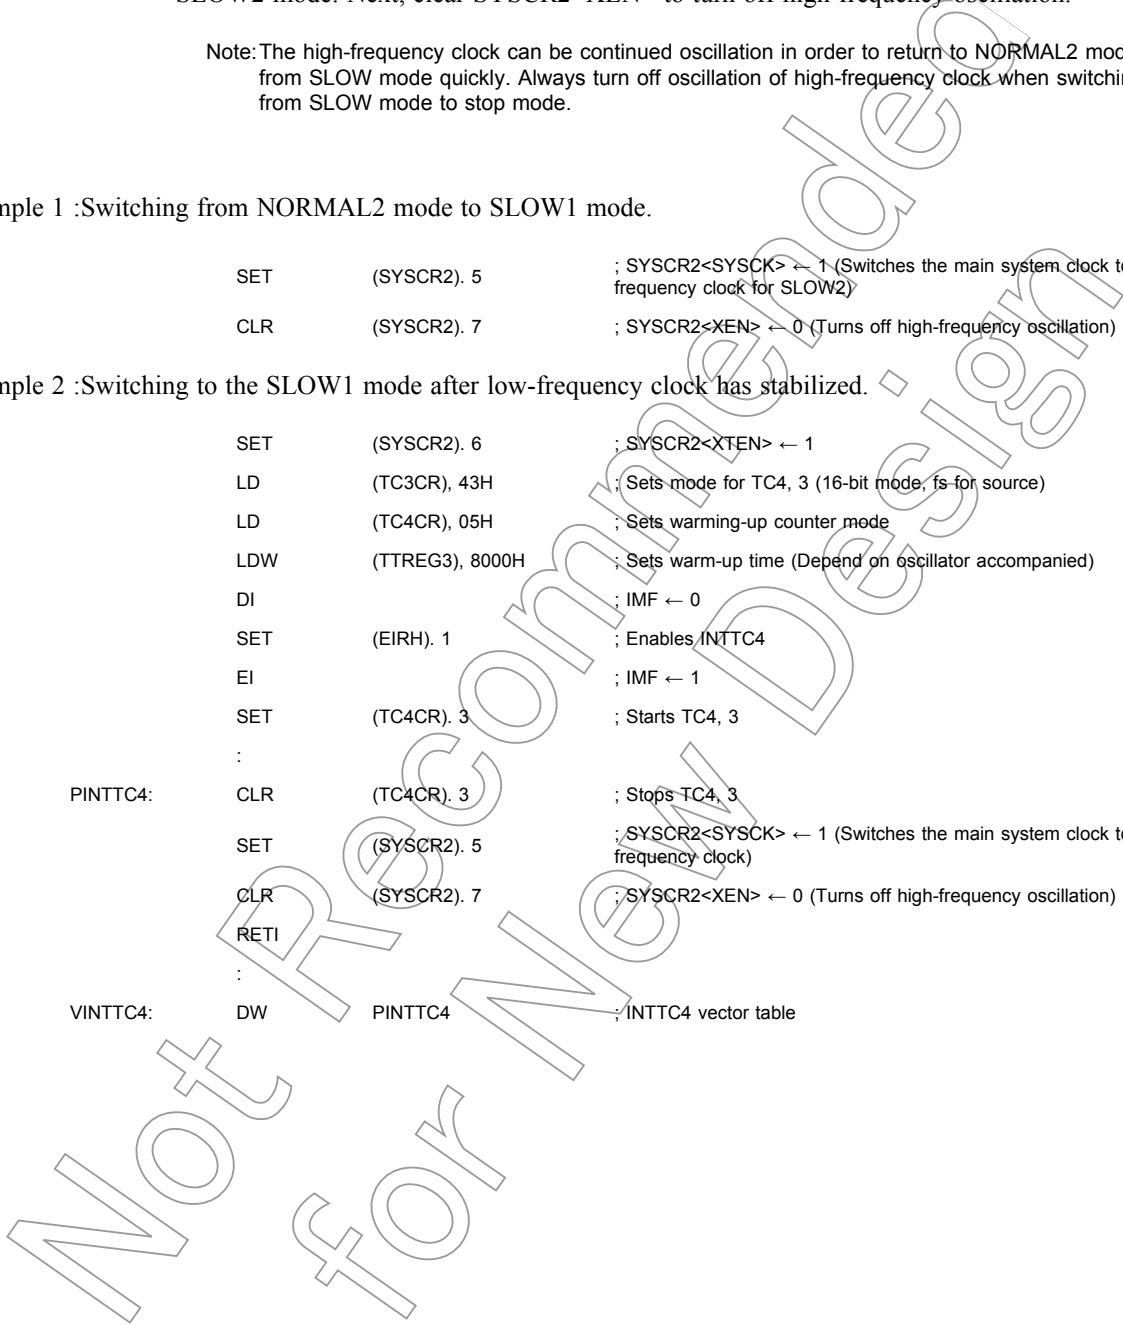 SLOW2 mode. Next, clear SYSCR2<XEN> to turn off high-frequency oscillation.
Note: The high-frequency clock can be continued oscillation in order to return to NORMAL2
from SLOW mode quickly. Always turn off oscillation of high-frequency clock when
from SLOW mode to stop mode.
1 :Switching from NORMAL2 mode to SLOW1 mode.
SET (SYSCR2). 5 ; SYSCR2<SYSCK> ← 1 (Switches the main system clock
frequency clock for SLOW2)
CLR (SYSCR2). 7 ; SYSCR2<XEN> ← 0 (Turns off high-frequency oscillation)
2 :Switching to the SLOW1 mode after low-frequency clock has stabilized.
SET (SYSCR2). 6 ; SYSCR2<XTEN> ← 1
LD (TC3CR), 43H ; Sets mode for TC4, 3 (16-bit mode, fs for source)
LD (TC4CR), 05H ; Sets warming-up counter mode
LDW (TTREG3), 8000H ; Sets warm-up time (Depend on oscillator accompanied)
DI ; IMF ← 0
SET (EIRH). 1 ; Enables INTTC4
EI ; IMF ← 1
SET (TC4CR). 3 ; Starts TC4, 3
:
PINTTC4: CLR (TC4CR). 3 ; Stops TC4, 3
SET (SYSCR2). 5 ; SYSCR2<SYSCK> ← 1 (Switches the main system clock
frequency clock)
CLR (SYSCR2). 7 ; SYSCR2<XEN> ← 0 (Turns off high-frequency oscillation)
RETI
:
VINTTC4: DW PINTTC4 ; INTTC4 vector table
Not Recommended
for New Design